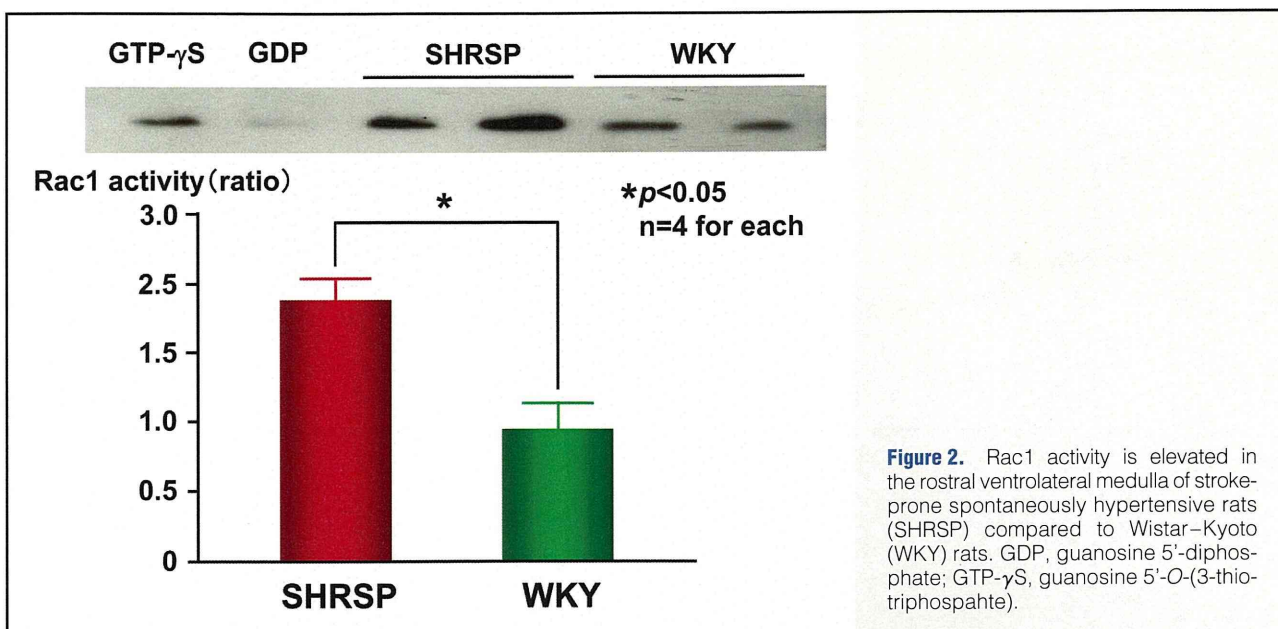 GTP-γS GDP SHRSP WKY
Rac1 activity(ratio)
*p<0.05
n=4 for each
*
3.0
2.5
1.5
1.0
0.5
0
SHRSP WKY
Figure 2. Rac1 activity is elevated in
the rostral ventrolateral medulla of stroke-
prone spontaneously hypertensive rats
(SHRSP) compared to Wistar–Kyoto
(WKY) rats. GDP, guanosine 5'-diphos-
phate; GTP-γS, guanosine 5'-O-(3-thio-
triphospahte).